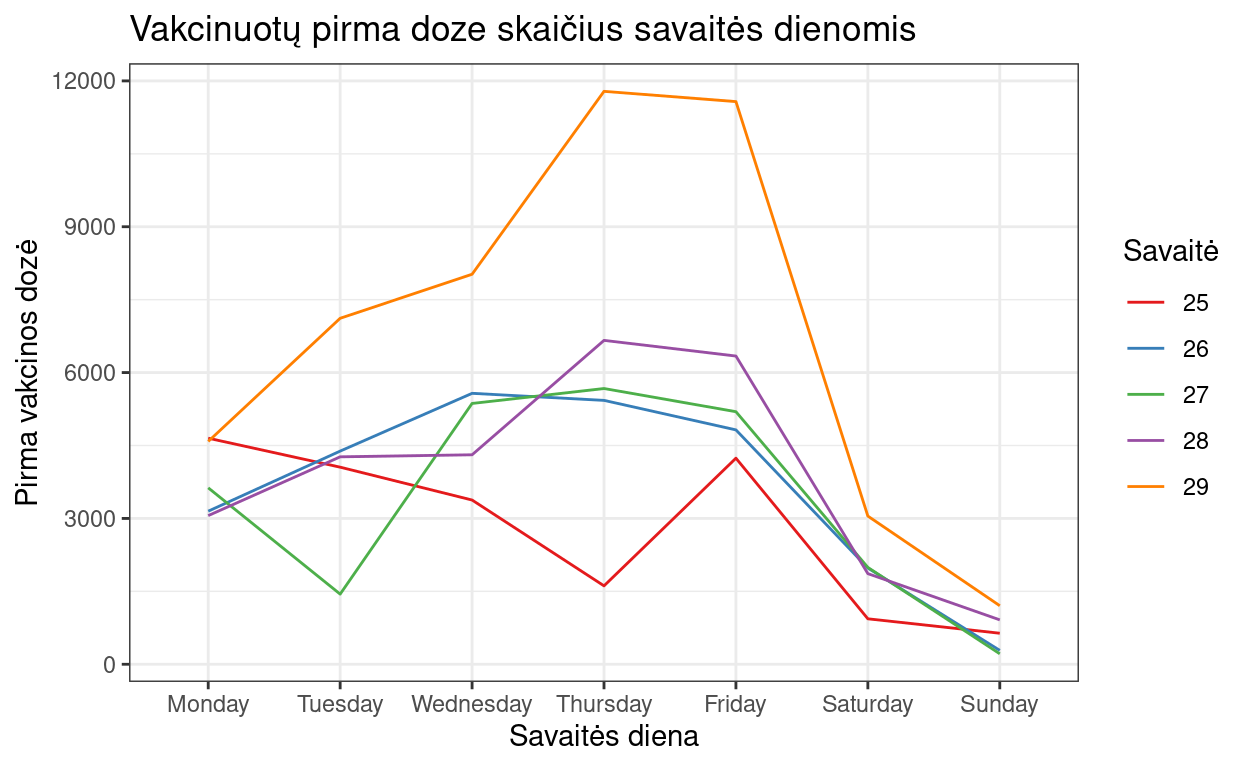 Vakcinuotų pirma doze skaičius savaitės dienomis
Pirma vakcinos dozė
12000
9000
6000
3000
0
Monday Tuesday Wednesday Thursday Friday Saturday Sunday
Savaitės diena
Savaitė
25
26
27
28
29